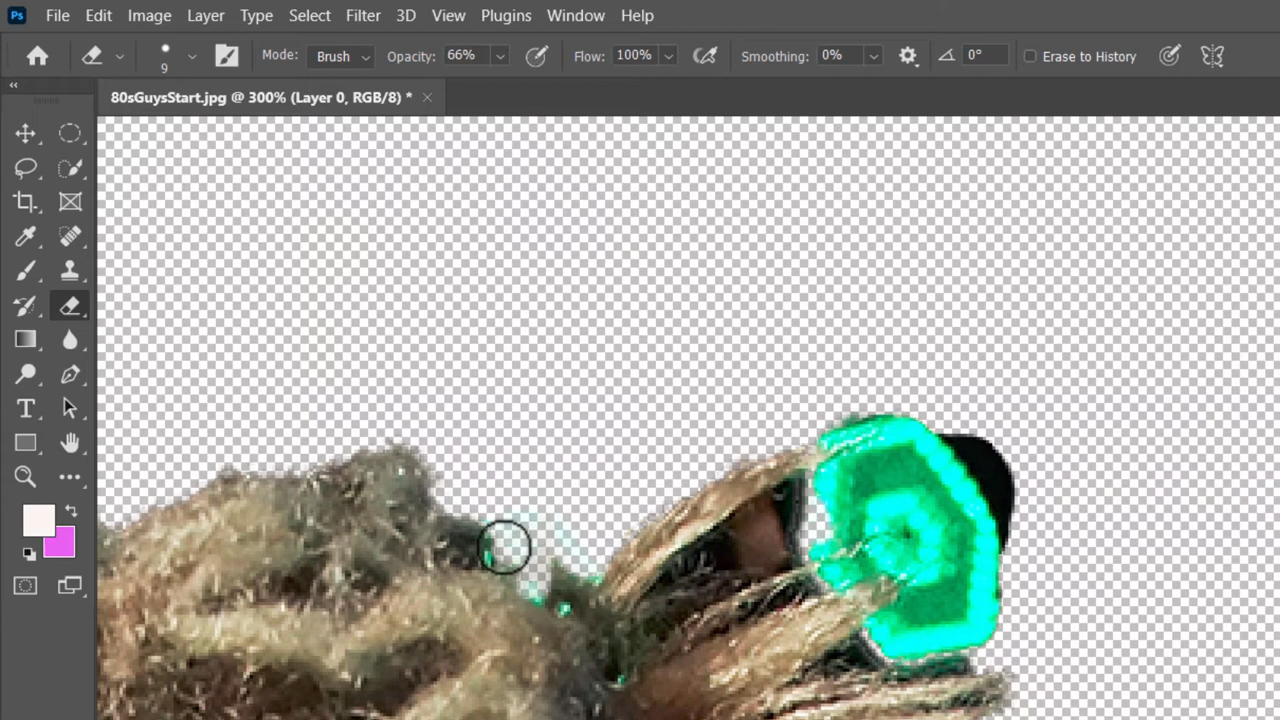 Ps File Edit Image Layer Type Select Filter 3D View Plugins Window Help
9 Mode: Brush Opacity: 66% Flow: 100% Smoothing: 0% 0° Erase to History
80sGuysStart.jpg @ 300% (Layer 0, RGB/8) *